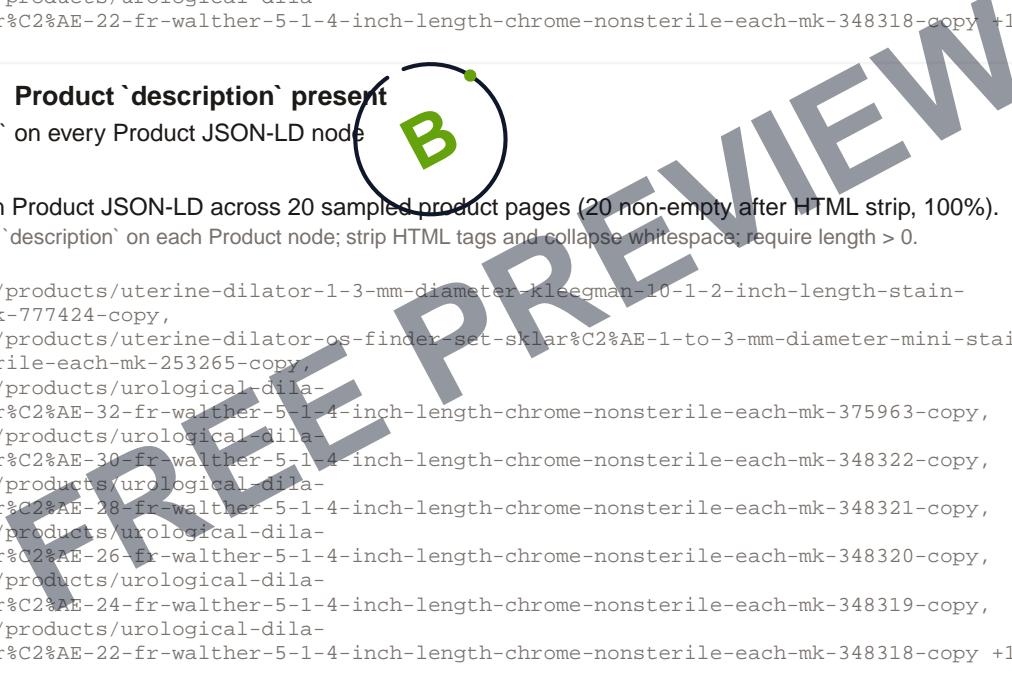 /products/urological-dila-
r%C2%AE-22-fr-walther-5-1-4-inch-length-chrome-nonsterile-each-mk-348318-copy +1
Product `description` present
` on every Product JSON-LD node
B
n Product JSON-LD across 20 sampled product pages (20 non-empty after HTML strip, 100%).
`description` on each Product node; strip HTML tags and collapse whitespace; require length > 0.
/products/uterine-dilator-1-3-mm-diameter-kleegman-10-1-2-inch-length-stain-
k-777424-copy,
/products/uterine-dilator-os-finder-set-sklar%C2%AE-1-to-3-mm-diameter-mini-stai
rile-each-mk-253265-copy,
/products/urological-dila-
r%C2%AE-32-fr-walther-5-1-4-inch-length-chrome-nonsterile-each-mk-375963-copy,
/products/urological-dila-
r%C2%AE-30-fr-walther-5-1-4-inch-length-chrome-nonsterile-each-mk-348322-copy,
/products/urological-dila-
r%C2%AE-28-fr-walther-5-1-4-inch-length-chrome-nonsterile-each-mk-348321-copy,
/products/urological-dila-
r%C2%AE-26-fr-walther-5-1-4-inch-length-chrome-nonsterile-each-mk-348320-copy,
/products/urological-dila-
r%C2%AE-24-fr-walther-5-1-4-inch-length-chrome-nonsterile-each-mk-348319-copy,
/products/urological-dila-
r%C2%AE-22-fr-walther-5-1-4-inch-length-chrome-nonsterile-each-mk-348318-copy +1
FREE PREVIEW